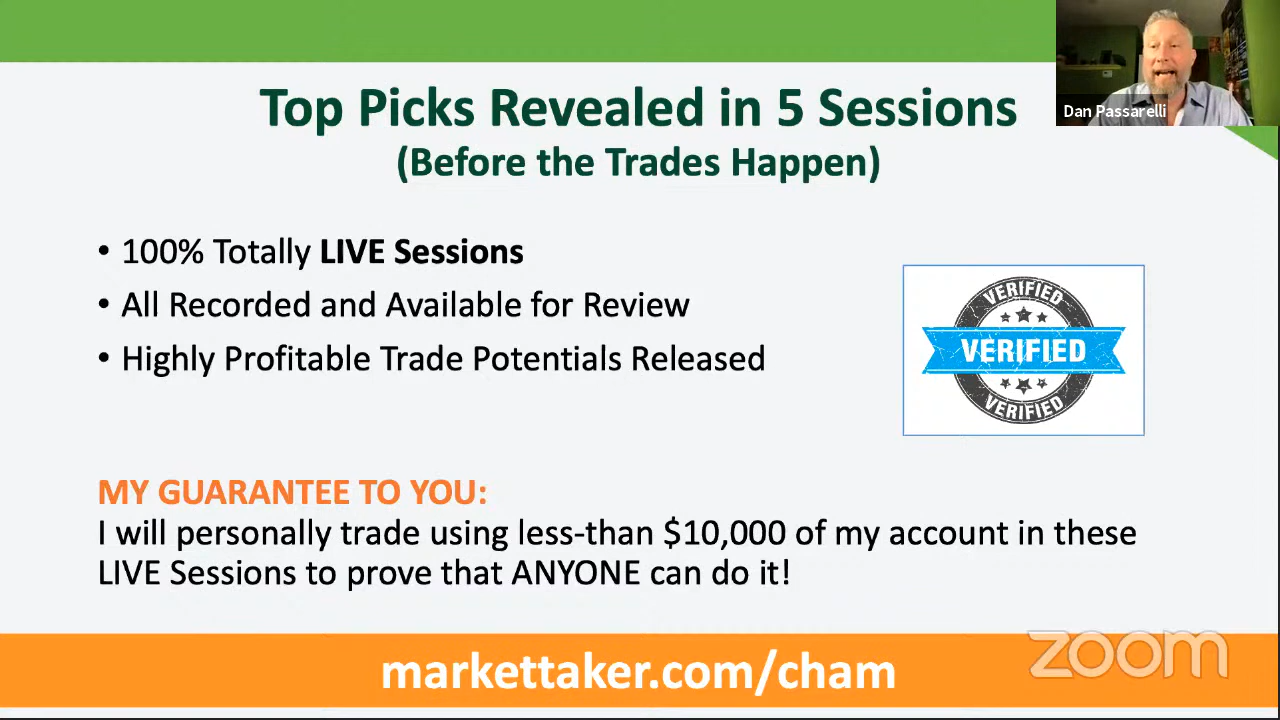 Dan Passarelli
Top Picks Revealed in 5 Sessions
(Before the Trades Happen)
• 100% Totally LIVE Sessions
• All Recorded and Available for Review
• Highly Profitable Trade Potentials Released
VERIFIED
VERIFIED
VERIFIED
MY GUARANTEE TO YOU:
I will personally trade using less-than $10,000 of my account in these
LIVE Sessions to prove that ANYONE can do it!
zoom
markettaker.com/cham